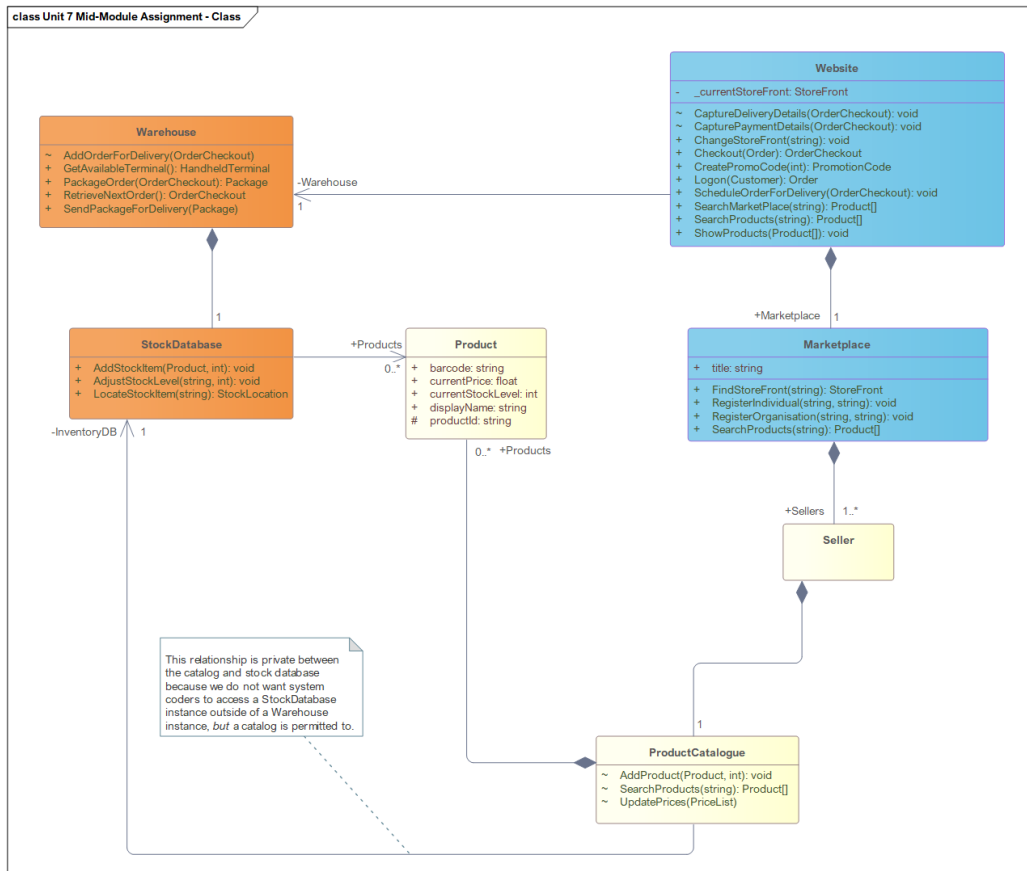 class Unit 7 Mid-Module Assignment - Class
Website
- _currentStoreFront: StoreFront
~ CaptureDeliveryDetails(OrderCheckout): void
~ CapturePaymentDetails(OrderCheckout): void
+ ChangeStoreFront(string): void
+ Checkout(Order): OrderCheckout
+ CreatePromoCode(int): PromotionCode
+ Logon(Customer): Order
+ ScheduleOrderForDelivery(OrderCheckout): void
+ SearchMarketPlace(string): Product[]
+ SearchProducts(string): Product[]
+ ShowProducts(Product[]): void
Warehouse
~ AddOrderForDelivery(OrderCheckout)
+ GetAvailableTerminal(): HandheldTerminal
+ PackageOrder(OrderCheckout): Package
+ RetrieveNextOrder(): OrderCheckout
+ SendPackageForDelivery(Package)
-Warehouse
1
1
+Marketplace
1
StockDatabase
+ AddStockItem(Product, int): void
+ AdjustStockLevel(string, int): void
+ LocateStockItem(string): StockLocation
+Products
0..*
Product
+ barcode: string
+ currentPrice: float
+ currentStockLevel: int
+ displayName: string
# productId: string
Marketplace
+ title: string
+ FindStoreFront(string): StoreFront
+ RegisterIndividual(string, string): void
+ RegisterOrganisation(string, string): void
+ SearchProducts(string): Product[]
-InventoryDB
1
0..*
+Products
+Sellers
1..*
Seller
This relationship is private between
the catalog and stock database
because we do not want system
coders to access a StockDatabase
instance outside of a Warehouse
instance, but a catalog is permitted to.
1
ProductCatalogue
~ AddProduct(Product, int): void
~ SearchProducts(string): Product[]
~ UpdatePrices(PriceList)